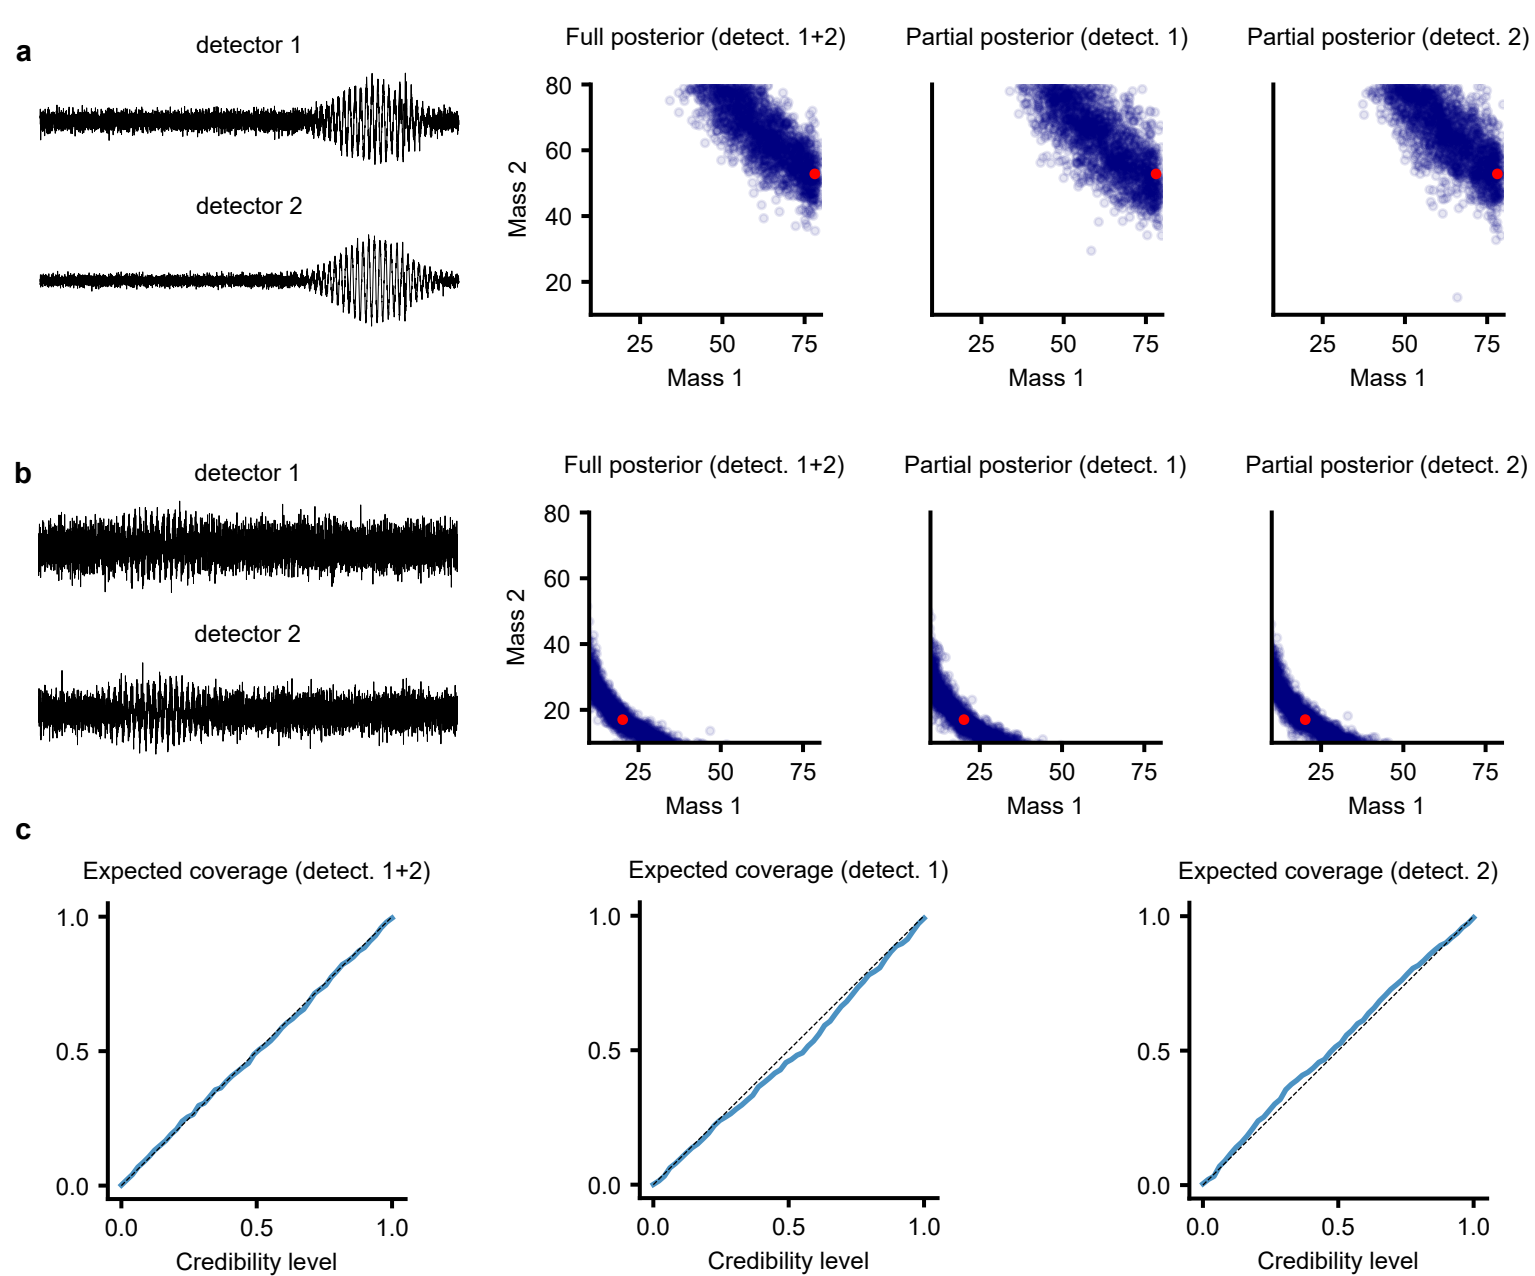 a
detector 1
detector 2
Full posterior (detect. 1+2)
Partial posterior (detect. 1)
Partial posterior (detect. 2)
80
60
40
20
Mass 2
25 50 75
Mass 1
25 50 75
Mass 1
25 50 75
Mass 1
b
detector 1
detector 2
Full posterior (detect. 1+2)
Partial posterior (detect. 1)
Partial posterior (detect. 2)
80
60
40
20
Mass 2
25 50 75
Mass 1
25 50 75
Mass 1
25 50 75
Mass 1
c
Expected coverage (detect. 1+2)
1.0
0.5
0.0
0.0 0.5 1.0
Credibility level
Expected coverage (detect. 1)
1.0
0.5
0.0
0.0 0.5 1.0
Credibility level
Expected coverage (detect. 2)
1.0
0.5
0.0
0.0 0.5 1.0
Credibility level